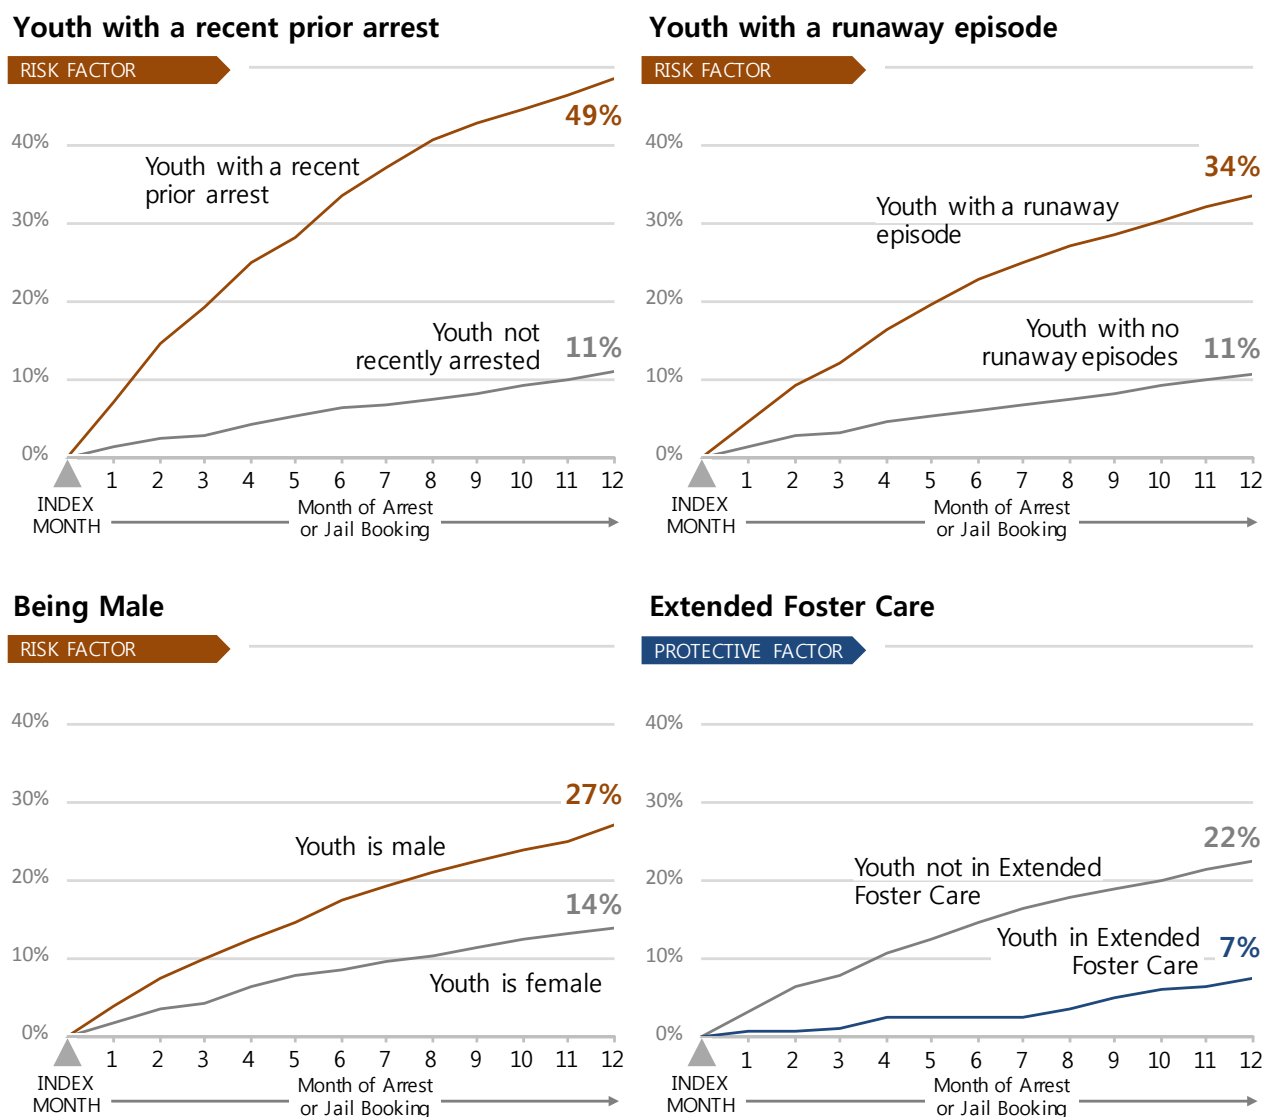 Youth with a recent prior arrest
RISK FACTOR
40%
30%
20%
10%
0%
49%
Youth with a recent
prior arrest
Youth not
recently arrested
11%
1 2 3 4 5 6 7 8 9 10 11 12
INDEX
MONTH
Month of Arrest
or Jail Booking
Youth with a runaway episode
RISK FACTOR
40%
30%
20%
10%
0%
34%
Youth with a runaway
episode
Youth with no
runaway episodes
11%
1 2 3 4 5 6 7 8 9 10 11 12
INDEX
MONTH
Month of Arrest
or Jail Booking
Being Male
RISK FACTOR
40%
30%
20%
10%
0%
27%
Youth is male
14%
Youth is female
1 2 3 4 5 6 7 8 9 10 11 12
INDEX
MONTH
Month of Arrest
or Jail Booking
Extended Foster Care
PROTECTIVE FACTOR
40%
30%
20%
10%
0%
22%
Youth not in Extended
Foster Care
Youth in Extended
Foster Care
7%
1 2 3 4 5 6 7 8 9 10 11 12
INDEX
MONTH
Month of Arrest
or Jail Booking